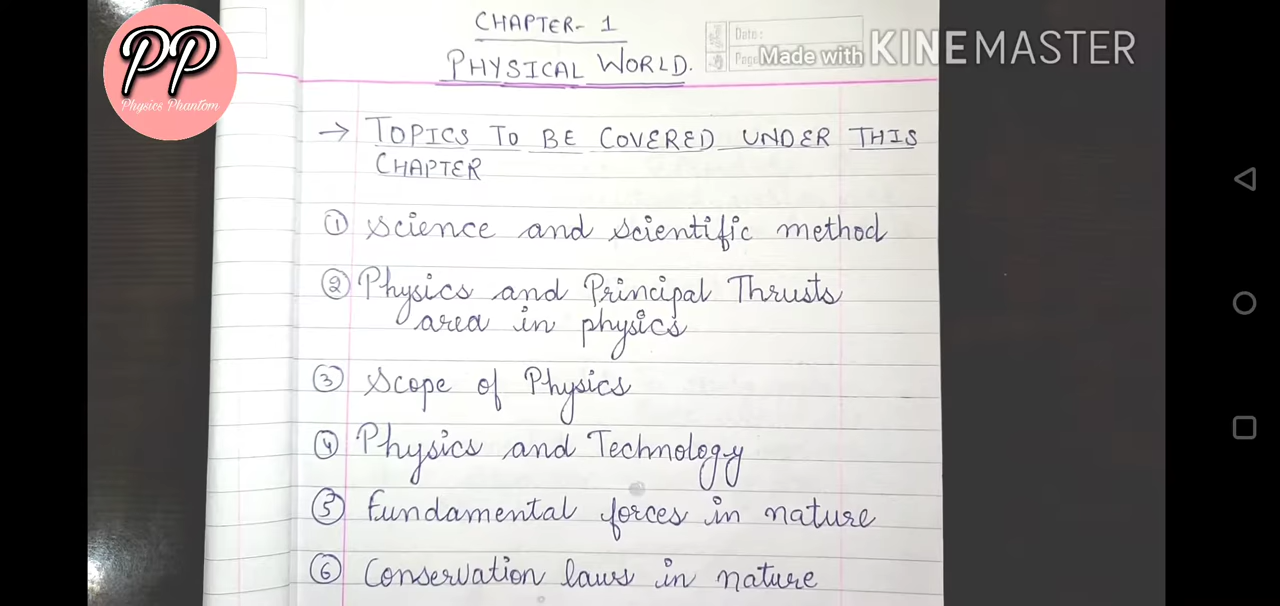 PP
Physics Phantom
CHAPTER- 1
PHYSICAL WORLD.
Date:
Page
Made with KINEMASTER
→ TOPICS TO BE COVERED UNDER THIS
CHAPTER
① Science and scientific method
② Physics and Principal Thrusts
area in physics
③ Scope of Physics
④ Physics and Technology
⑤ Fundamental forces in nature
⑥ Conservation laws in nature